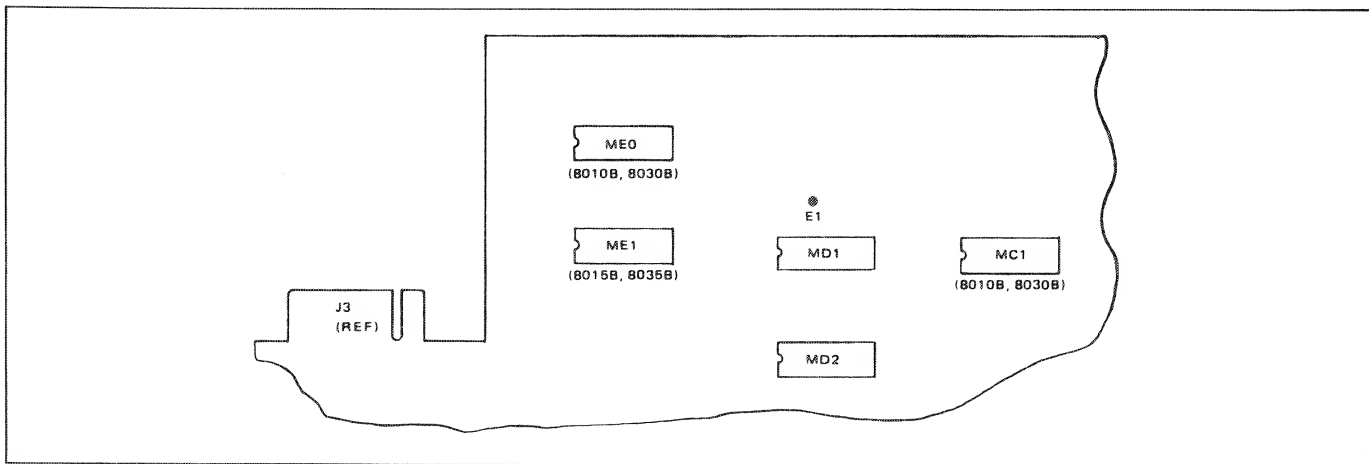 ME0
(8010B, 8030B)
E1
ME1
MD1
MC1
(8015B, 8035B)
(8010B, 8030B)
J3
(REF)
MD2